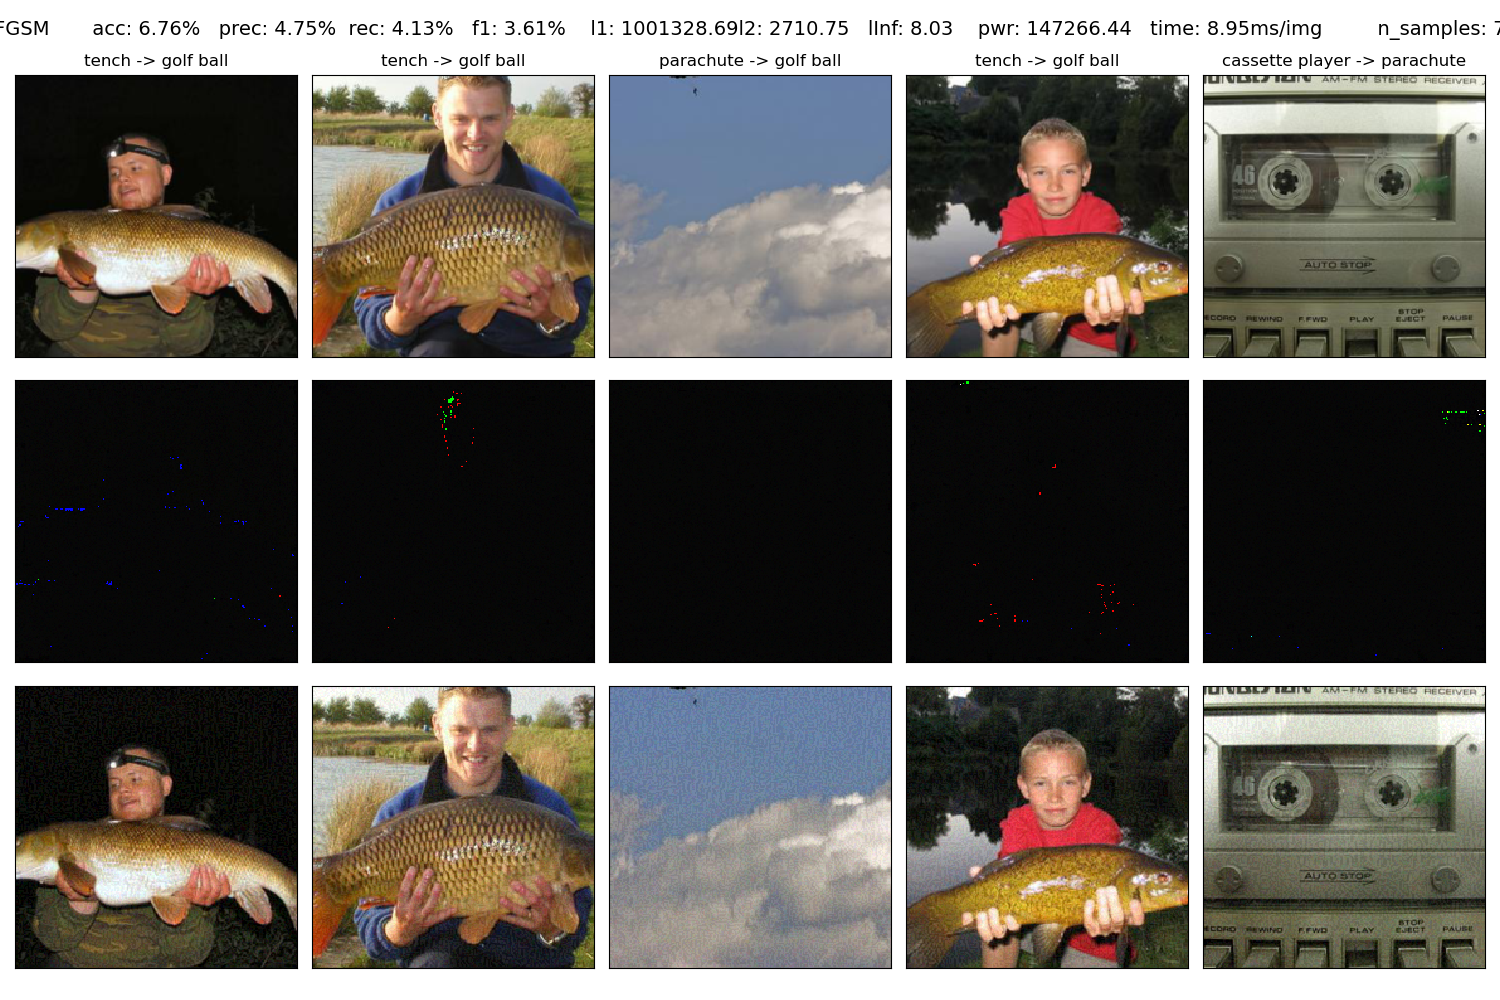 FGSM acc: 6.76% prec: 4.75% rec: 4.13% f1: 3.61% l1: 1001328.69l2: 2710.75 lInf: 8.03 pwr: 147266.44 time: 8.95ms/img n_samples: 7
tench -> golf ball
tench -> golf ball
parachute -> golf ball
tench -> golf ball
cassette player -> parachute
AM-FM STEREO RECEIVER
46
AUTO STOP
RECORD REWIND F.FWD PLAY STOP EJECT PAUSE
AM-FM STEREO RECEIVER
46
AUTO STOP
RECORD REWIND F.FWD PLAY STOP EJECT PAUSE